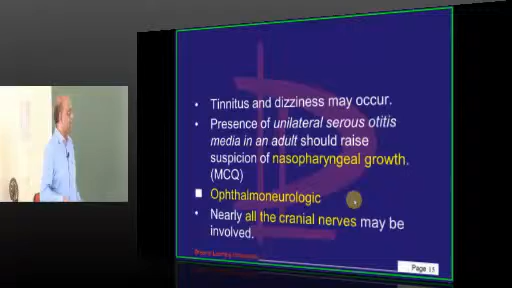 • Tinnitus and dizziness may occur.
• Presence of unilateral serous otitis
media in an adult should raise
suspicion of nasopharyngeal growth.
(MCQ)
Ophthalmoneurologic
• Nearly all the cranial nerves may be
involved.
Page 15